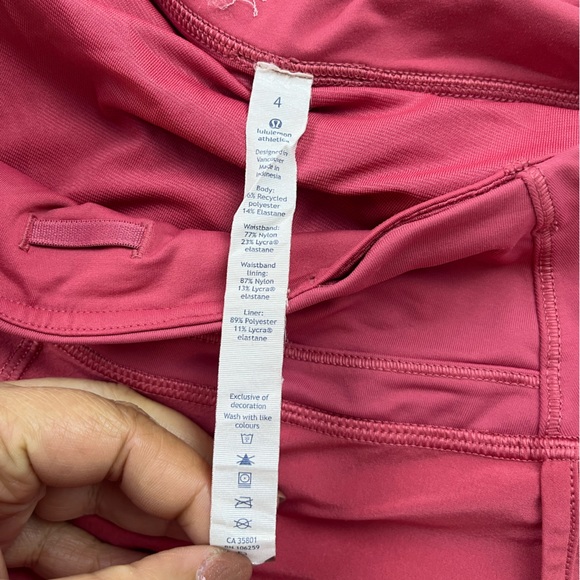 4
lululemon
athletica
Designed in
Vancouver
Made in
Indonesia
Body:
6% Recycled
polyester
14% Elastane
Waistband:
77% Nylon
23% Lycra®
elastane
Waistband
lining:
87% Nylon
13% Lycra®
elastane
Liner:
89% Polyester
11% Lycra®
elastane
Exclusive of
decoration
Wash with like
colours
CA 35801
106259